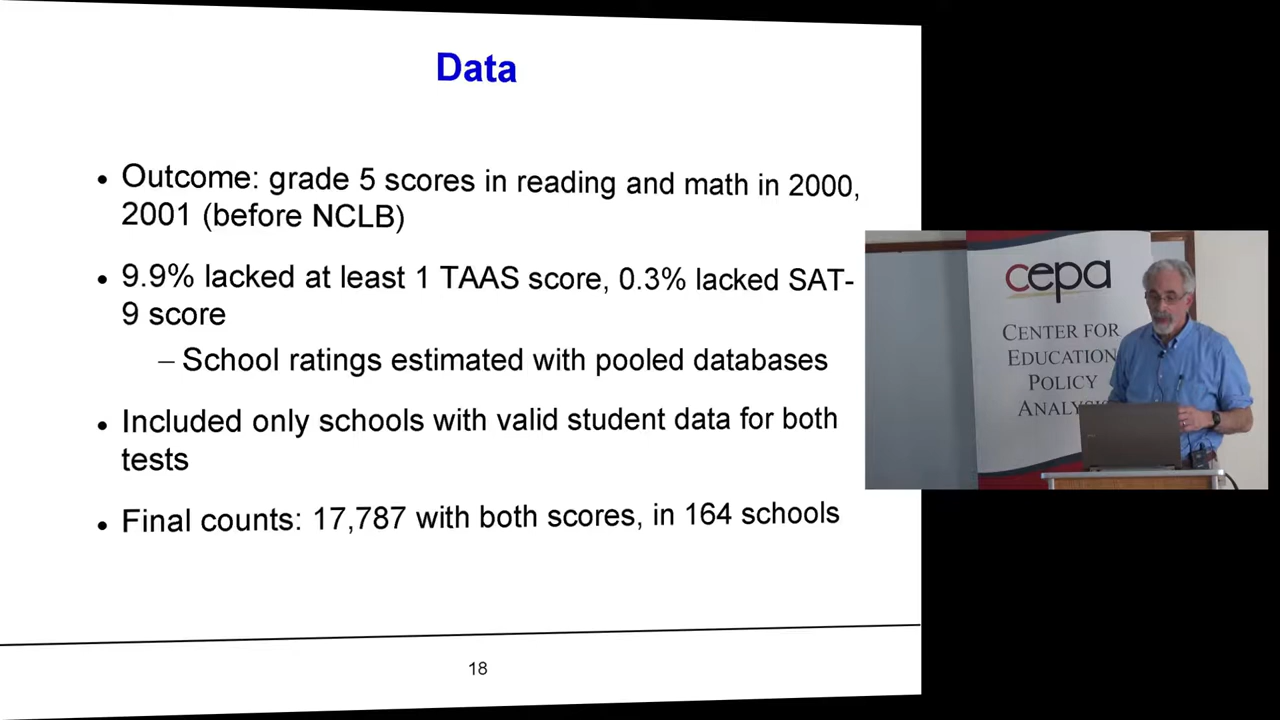 Data
• Outcome: grade 5 scores in reading and math in 2000,
2001 (before NCLB)
• 9.9% lacked at least 1 TAAS score, 0.3% lacked SAT-
9 score
– School ratings estimated with pooled databases
• Included only schools with valid student data for both
tests
• Final counts: 17,787 with both scores, in 164 schools
18
cepa
CENTER FOR
EDUCATION
POLICY
ANALYSIS